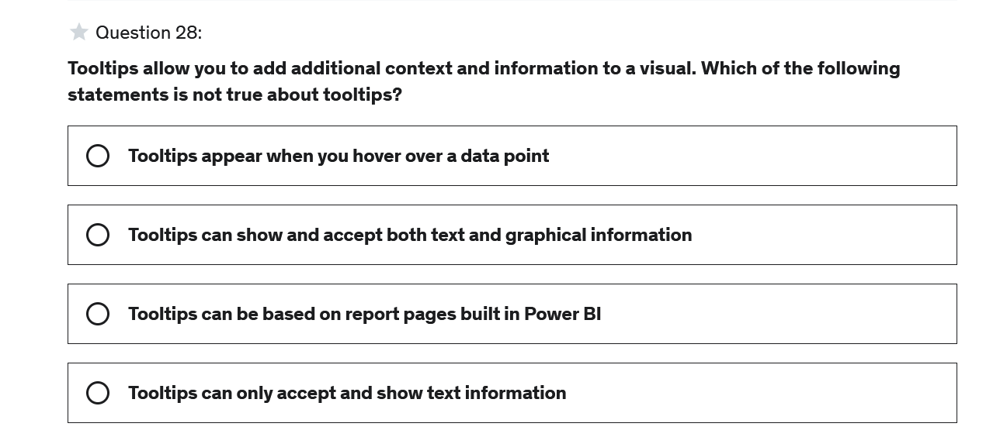 Question 28:
Tooltips allow you to add additional context and information to a visual. Which of the following
statements is not true about tooltips?
Tooltips appear when you hover over a data point
Tooltips can show and accept both text and graphical information
Tooltips can be based on report pages built in Power BI
Tooltips can only accept and show text information